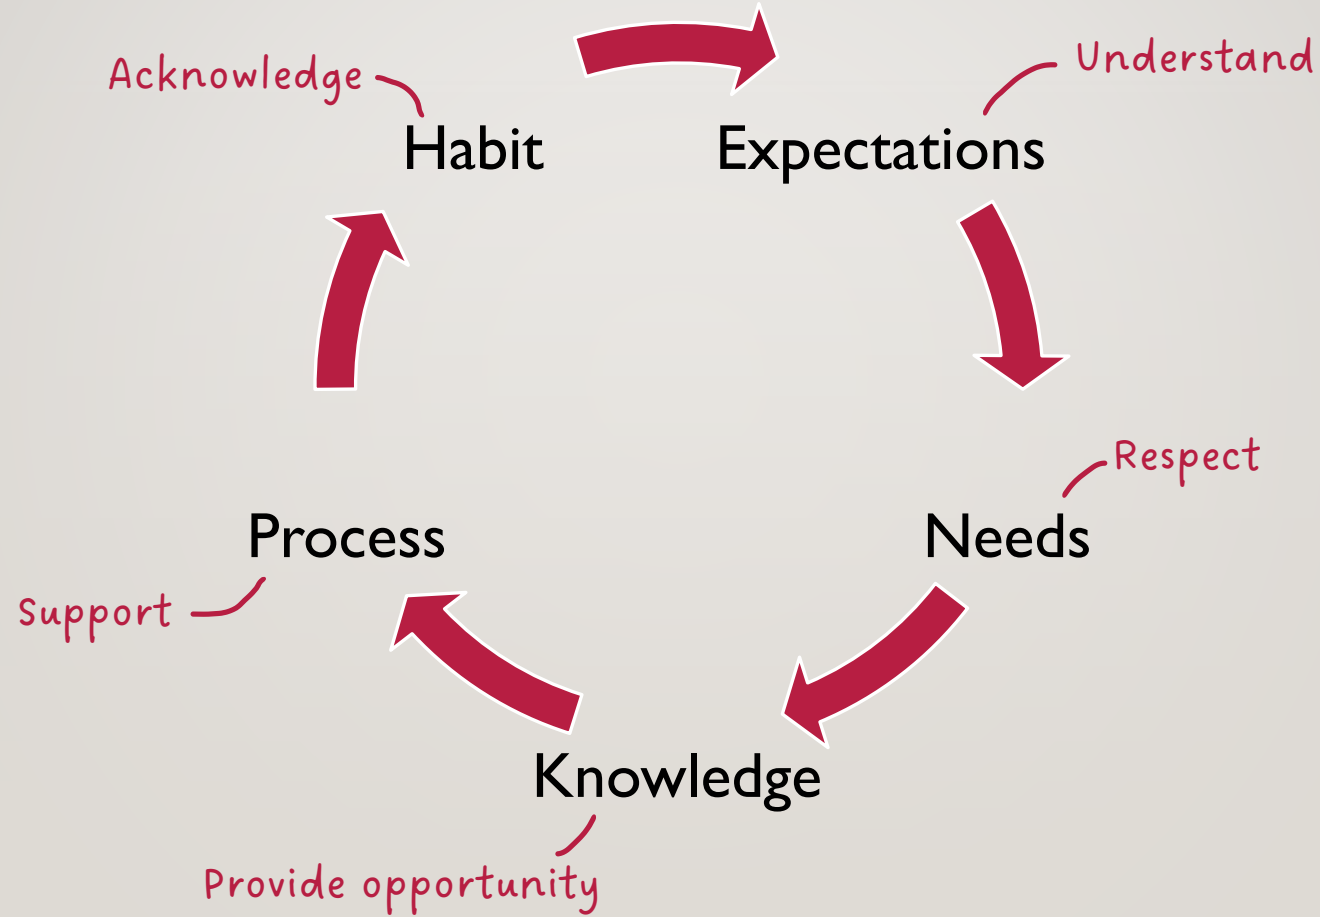 Acknowledge
Understand
Habit
Expectations
Respect
Process
Needs
Support
Knowledge
Provide opportunity